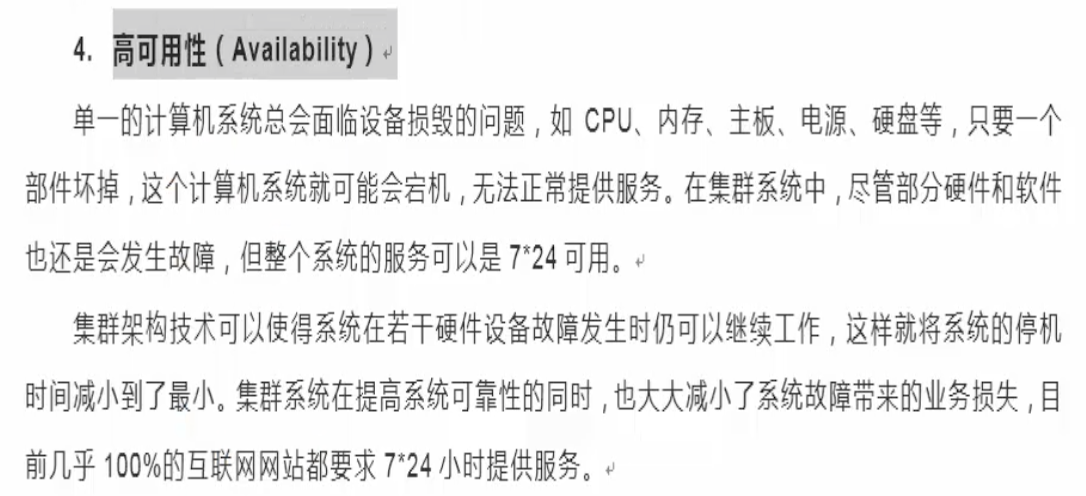 4. 高可用性（Availability）
单一的计算机系统总会面临设备损毁的问题，如 CPU、内存、主板、电源、硬盘等，只要一个
部件坏掉，这个计算机系统就可能会宕机，无法正常提供服务。在集群系统中，尽管部分硬件和软件
也还是会发生故障，但整个系统的服务可以是 7*24 可用。
集群架构技术可以使得系统在若干硬件设备故障发生时仍可以继续工作，这样就将系统的停机
时间减小到了最小。集群系统在提高系统可靠性的同时，也大大减小了系统故障带来的业务损失，目
前几乎 100%的互联网网站都要求 7*24 小时提供服务。